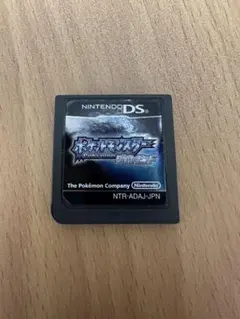 NINTENDO DS
ポケットモンスター
The Pokémon Company Nintendo
NTR-ADAJ-JPN